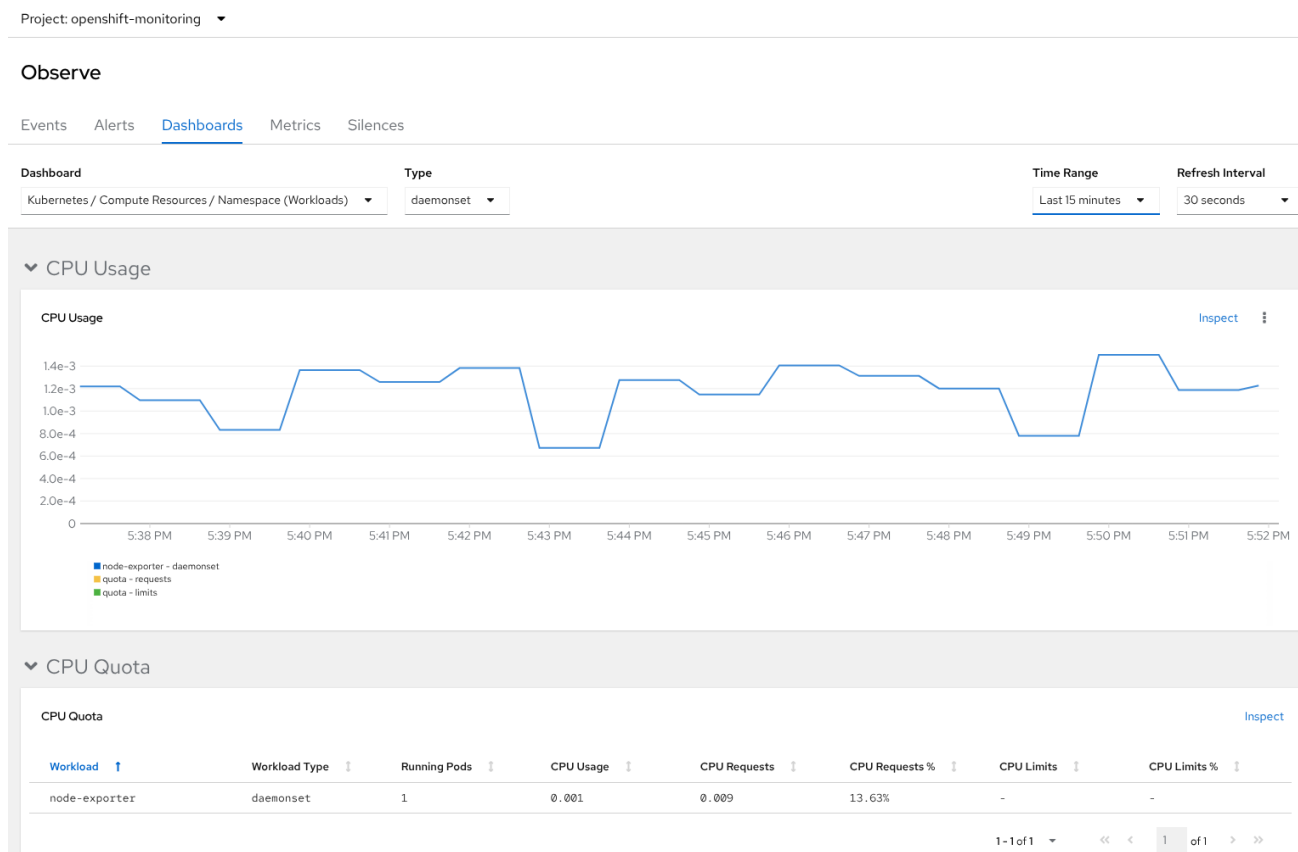 Project: openshift-monitoring
Observe
Events Alerts Dashboards Metrics Silences
Dashboard Type Time Range Refresh Interval
Kubernetes / Compute Resources / Namespace (Workloads) daemonset Last 15 minutes 30 seconds
CPU Usage
CPU Usage Inspect
1.4e-3
1.2e-3
1.0e-3
8.0e-4
6.0e-4
4.0e-4
2.0e-4
0
5:38 PM 5:39 PM 5:40 PM 5:41 PM 5:42 PM 5:43 PM 5:44 PM 5:45 PM 5:46 PM 5:47 PM 5:48 PM 5:49 PM 5:50 PM 5:51 PM 5:52 PM
node-exporter - daemonset
quota - requests
quota - limits
CPU Quota
CPU Quota Inspect
Workload Workload Type Running Pods CPU Usage CPU Requests CPU Requests % CPU Limits CPU Limits %
node-exporter daemonset 1 0.001 0.009 13.63% - -
1 - 1 of 1 1 of 1